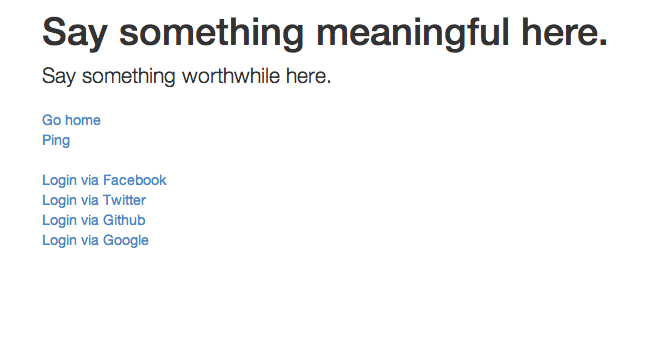 Say something meaningful here.
Say something worthwhile here.
Go home
Ping
Login via Facebook
Login via Twitter
Login via Github
Login via Google